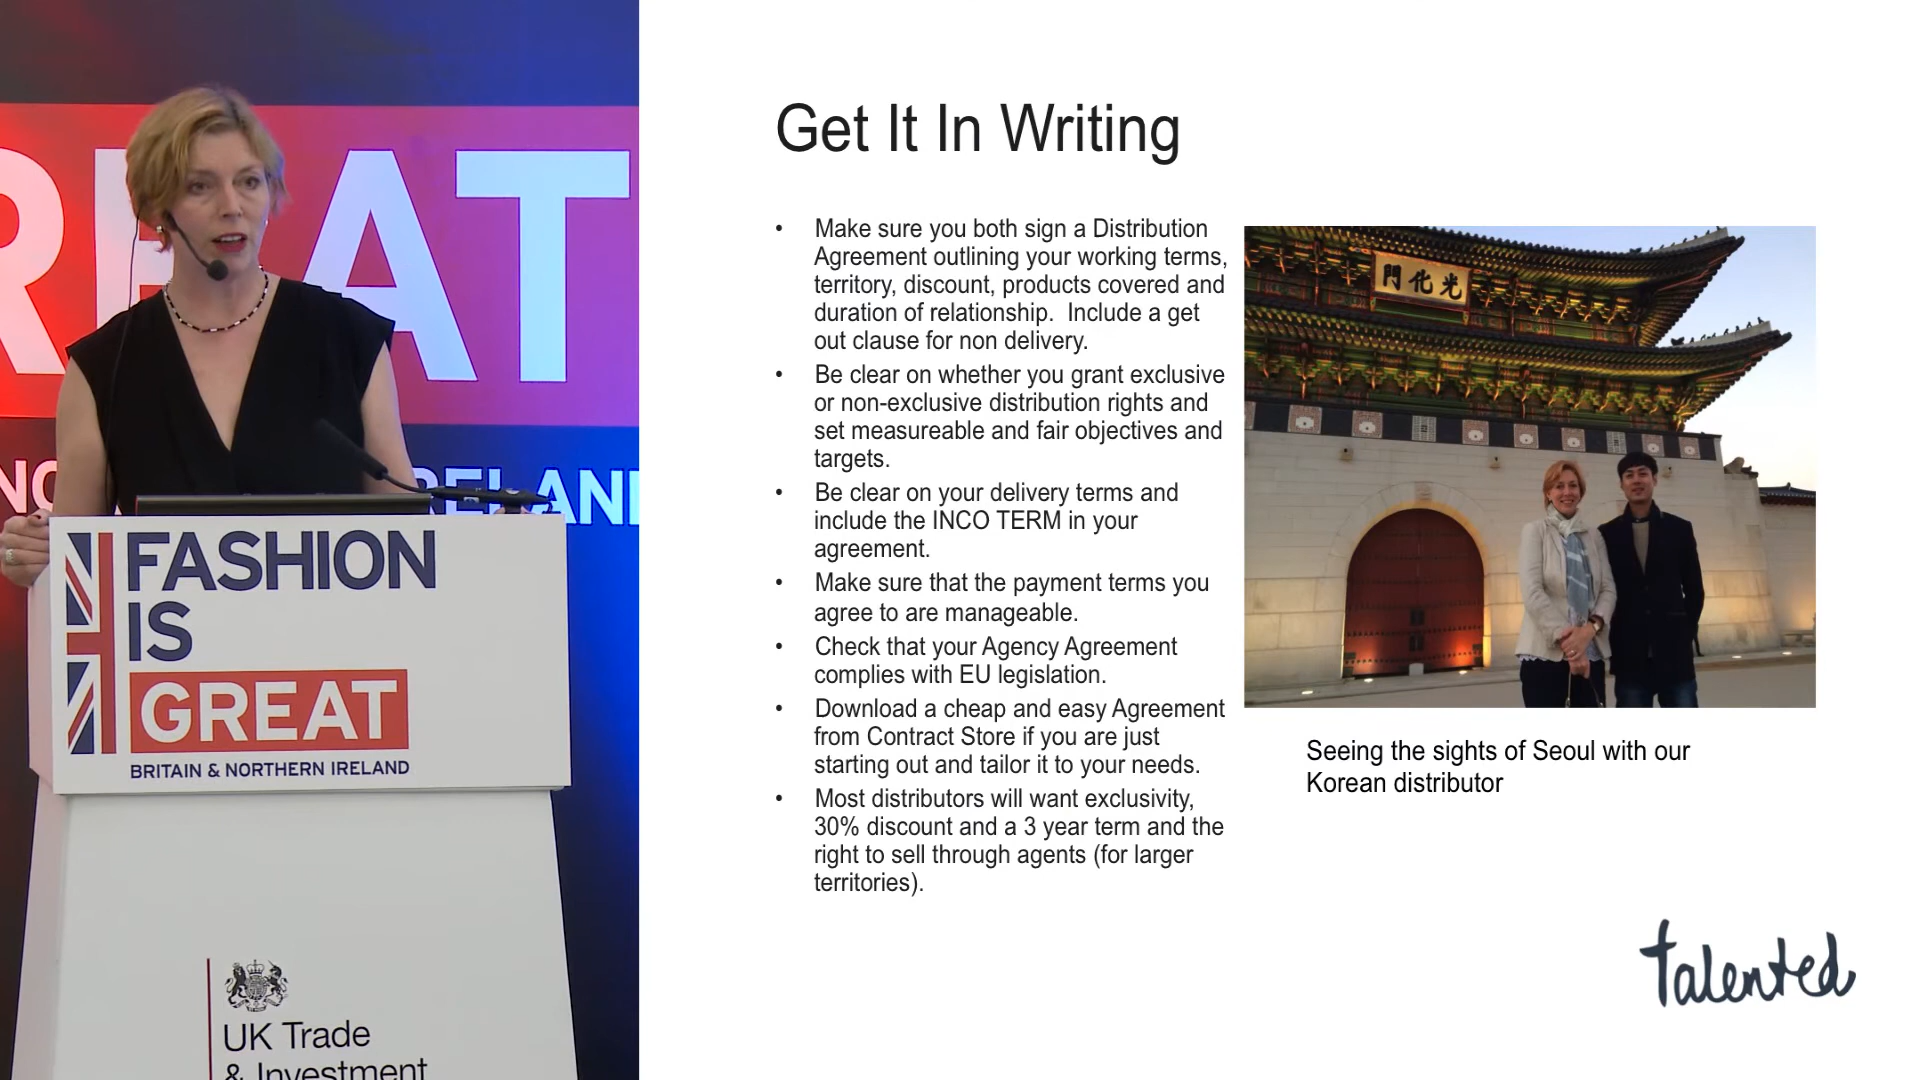 REAT
RELAN
FASHION
IS
GREAT
BRITAIN & NORTHERN IRELAND
UK Trade
& Investment
Get It In Writing
• Make sure you both sign a Distribution
Agreement outlining your working terms,
territory, discount, products covered and
duration of relationship.  Include a get
out clause for non delivery.
• Be clear on whether you grant exclusive
or non-exclusive distribution rights and
set measureable and fair objectives and
targets.
• Be clear on your delivery terms and
include the INCO TERM in your
agreement.
• Make sure that the payment terms you
agree to are manageable.
• Check that your Agency Agreement
complies with EU legislation.
• Download a cheap and easy Agreement
from Contract Store if you are just
starting out and tailor it to your needs.
• Most distributors will want exclusivity,
30% discount and a 3 year term and the
right to sell through agents (for larger
territories).
門化光
Seeing the sights of Seoul with our
Korean distributor
talented